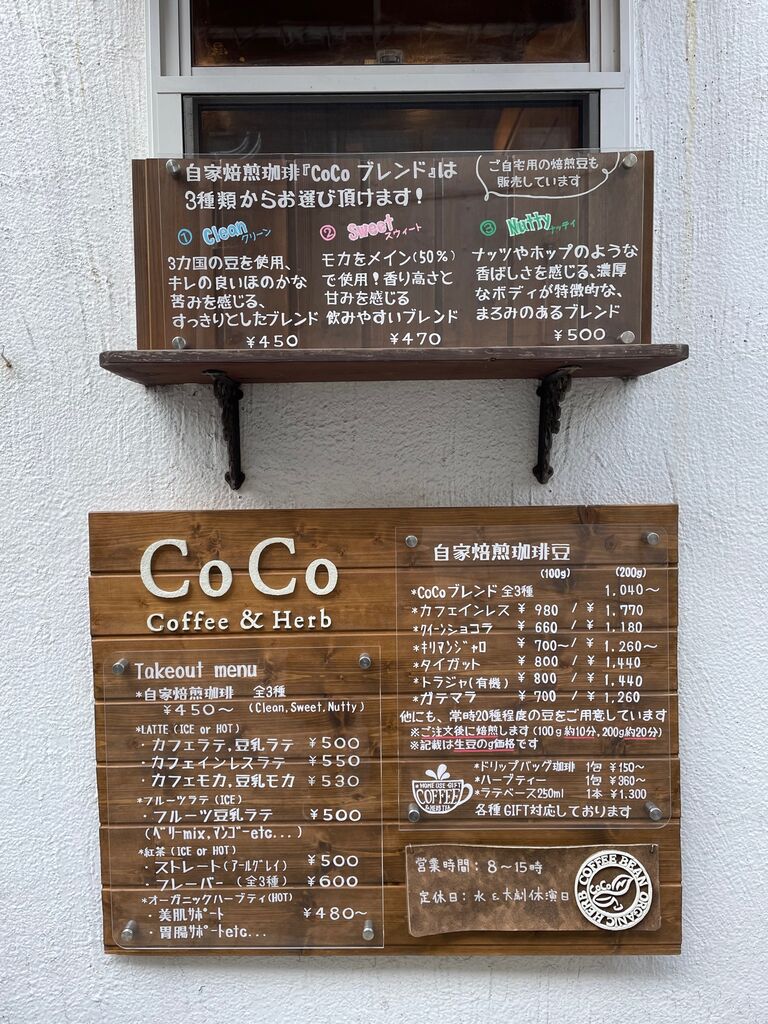 自家焙煎珈琲『CoCo ブレンド』は
3種類からお選び頂けます!
ご自宅用の焙煎豆も
販売しています
① Clean クリーン
3カ国の豆を使用、
キレの良いほのかな
苦みを感じる、
すっきりとしたブレンド
¥450
② Sweet スウィート
モカをメイン(50%)
で使用!香り高さと
甘みを感じる
飲みやすいブレンド
¥470
③ Nutty ナッティ
ナッツやホップのような
香ばしさを感じる、濃厚
なボディが特徴的な、
まろみのあるブレンド
¥500
CoCo
Coffee & Herb
Takeout menu
*自家焙煎珈琲 全3種
¥450〜 (Clean,Sweet,Nutty)
*LATTE (ICE or HOT)
・カフェラテ,豆乳ラテ ¥500
・カフェインレスラテ ¥550
・カフェモカ,豆乳モカ ¥530
*フルーツラテ (ICE)
・フルーツ豆乳ラテ ¥500
(ベリーmix,マンゴーetc...)
*紅茶 (ICE or HOT)
・ストレート (アールグレイ) ¥500
・フレーバー (全3種) ¥600
*オーガニックハーブティ(HOT)
・美肌サポート ¥480〜
・胃腸サポートetc...
自家焙煎珈琲豆
(100g) (200g)
*CoCoブレンド 全3種 1,040〜
*カフェインレス ¥ 980 / ¥ 1,770
*クイーンショコラ ¥ 660 / ¥ 1,180
*キリマンジャロ ¥ 700〜/ ¥ 1,260〜
*タイガット ¥ 800 / ¥ 1,440
*トラジャ(有機) ¥ 800 / ¥ 1,440
*ガテマラ ¥ 700 / ¥ 1,260
他にも、常時20種程度の豆をご用意しています
※ご注文後に焙煎します(100g 約10分、200g約20分)
※記載は生豆のg価格です
*ドリップバッグ珈琲 1包 ¥150〜
*ハーブティー 1包 ¥360〜
*ラテベース250ml 1本 ¥1,300
各種GIFT対応しております
HOME USE GIFT
COFFEE
& HERB TEA
営業時間: 8〜15時
定休日: 水 & 大劇休演日
COFFEE BEAN
CoCo
ORGANIC HERB